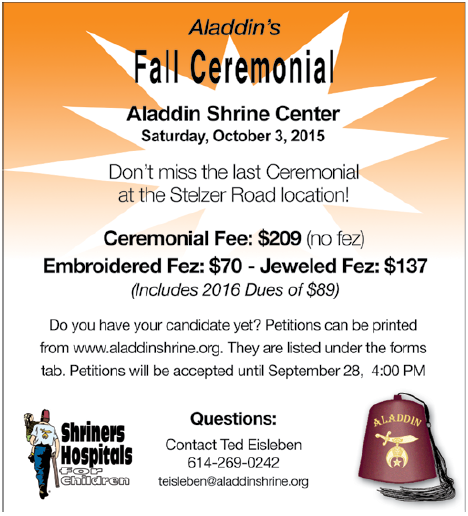 Aladdin's
Fall Ceremonial
Aladdin Shrine Center
Saturday, October 3, 2015
Don't miss the last Ceremonial
at the Stelzer Road location!
Ceremonial Fee: $209 (no fez)
Embroidered Fez: $70 - Jeweled Fez: $137
(Includes 2016 Dues of $89)
Do you have your candidate yet? Petitions can be printed
from www.aladdinshrine.org. They are listed under the forms
tab. Petitions will be accepted until September 28, 4:00 PM
Shriners
Hospitals
for
Children
Questions:
Contact Ted Eisleben
614-269-0242
teisleben@aladdinshrine.org
ALADDIN